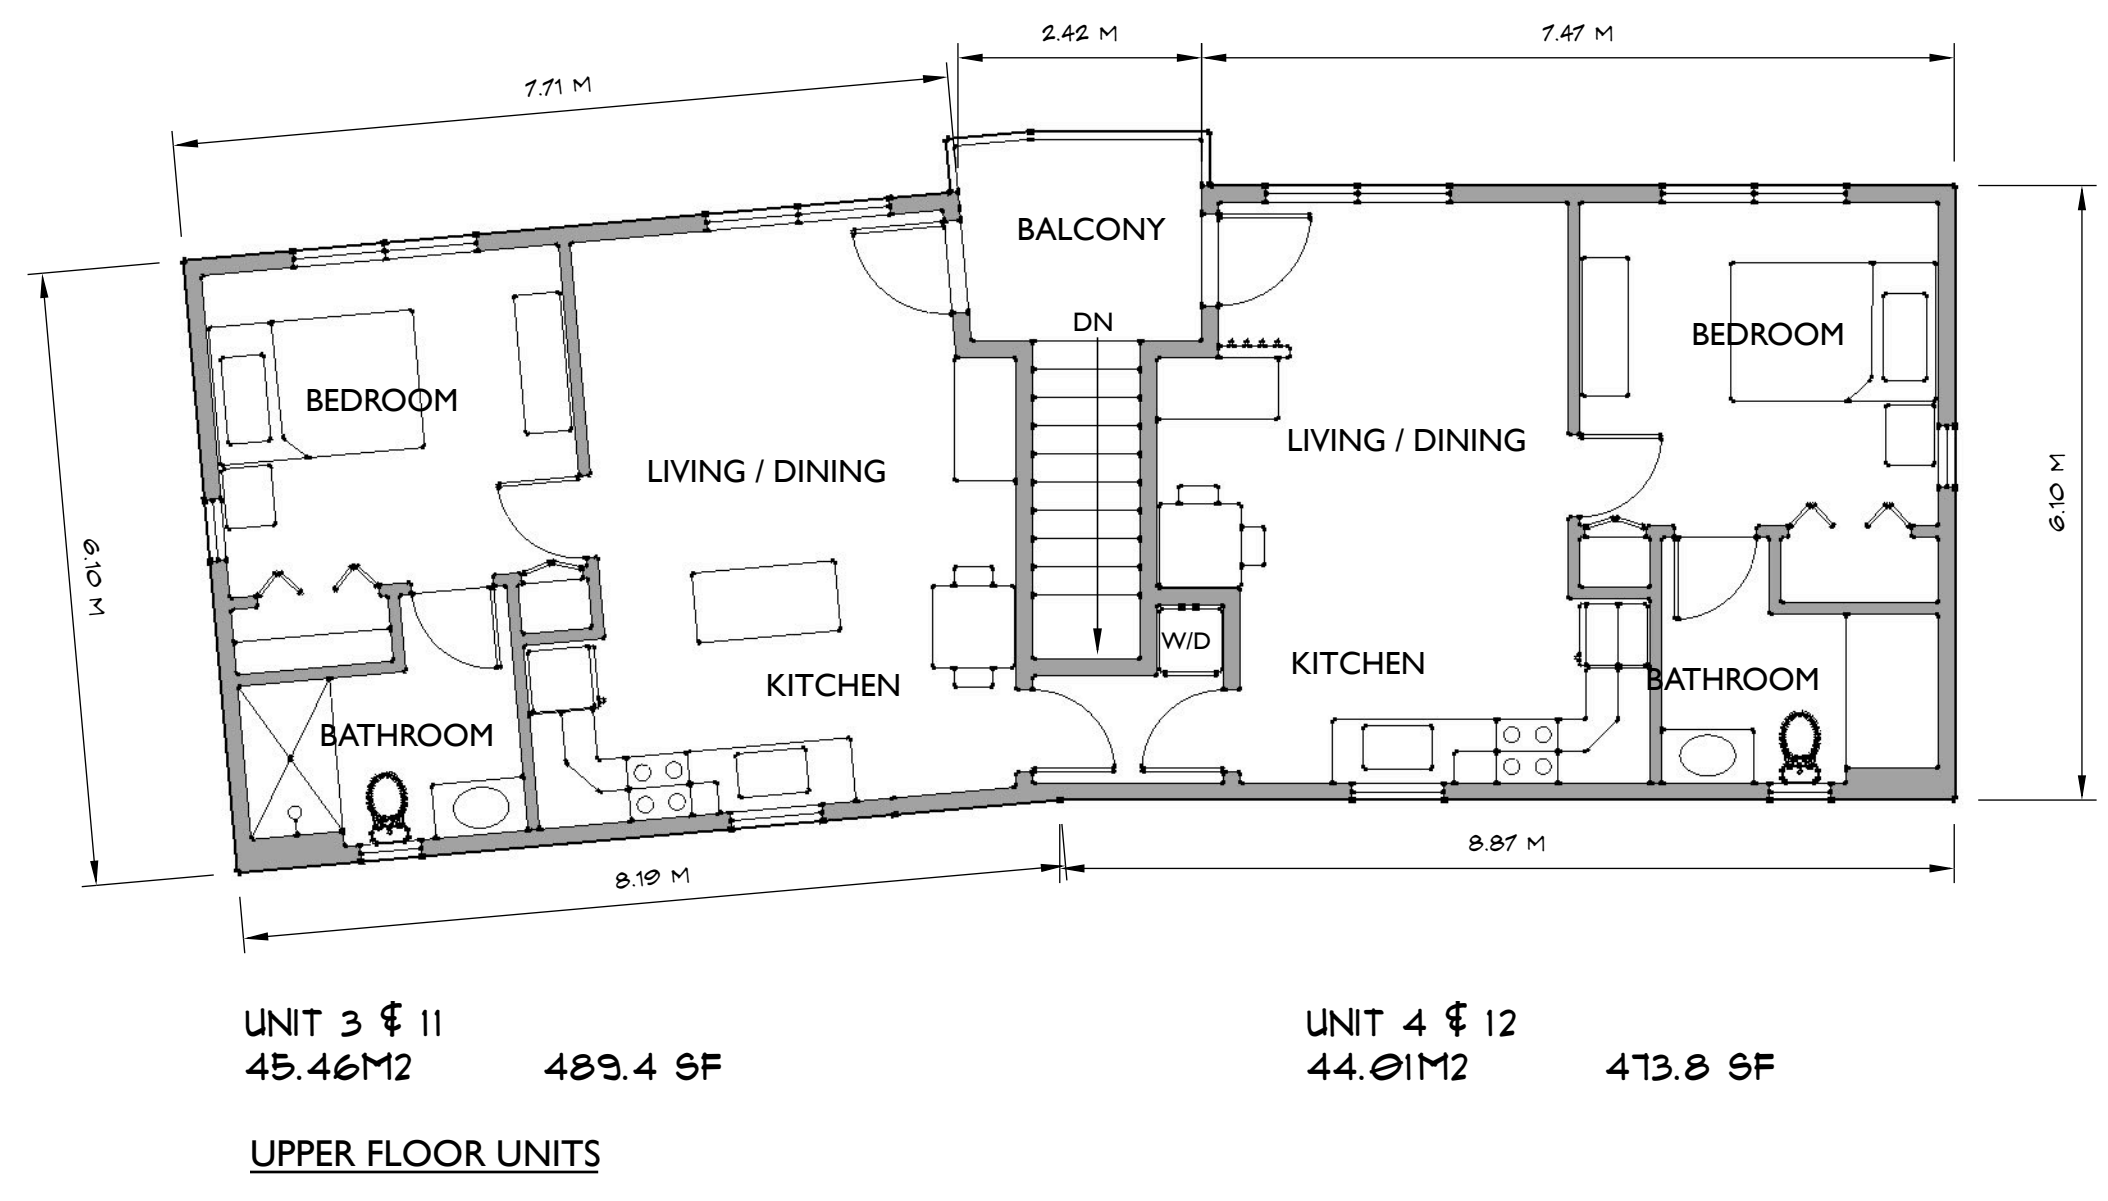 2.42 M
7.47 M
7.71 M
BALCONY
DN
BEDROOM
BEDROOM
LIVING / DINING
LIVING / DINING
6.10 M
6.10 M
W/D
KITCHEN
KITCHEN
BATHROOM
BATHROOM
8.87 M
8.19 M
UNIT 3 & 11
45.46M2 489.4 SF
UNIT 4 & 12
44.01M2 473.8 SF
UPPER FLOOR UNITS